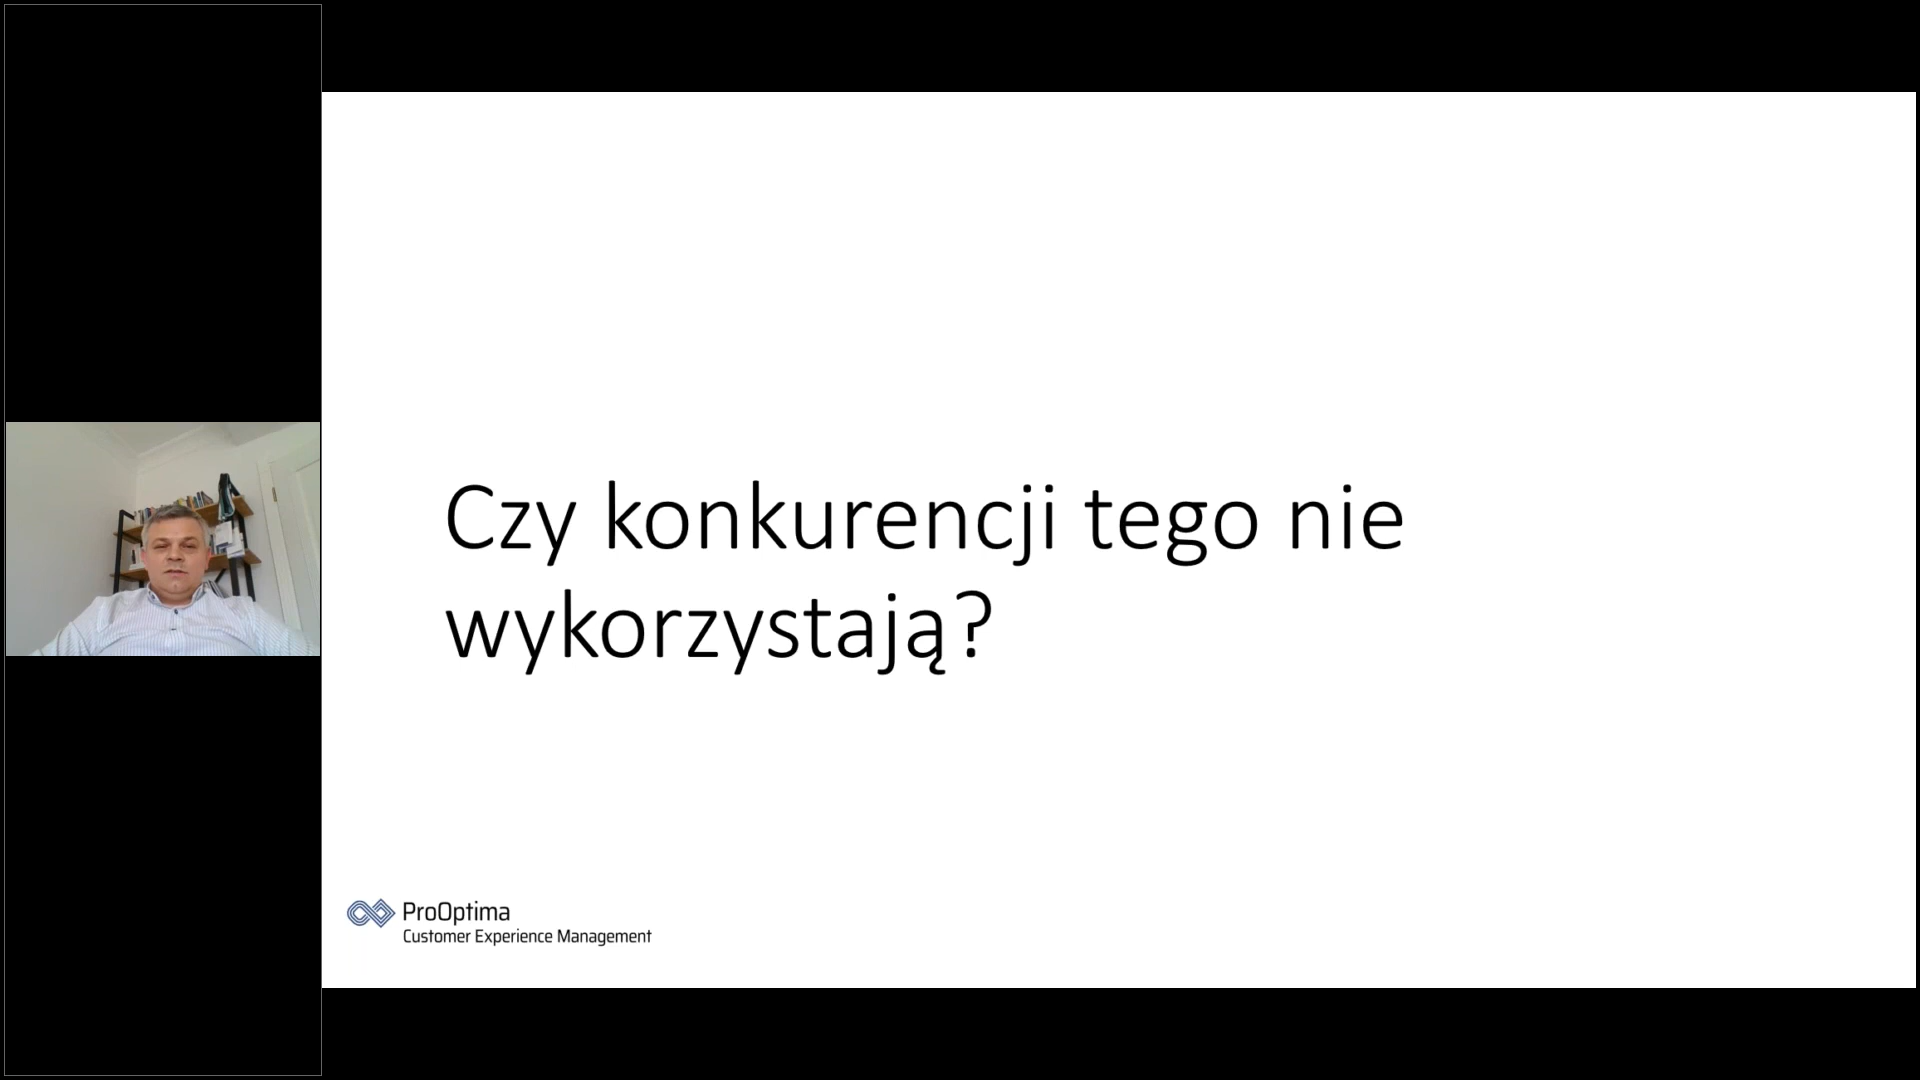 Czy konkurencji tego nie
wykorzystają?
ProOptima
Customer Experience Management